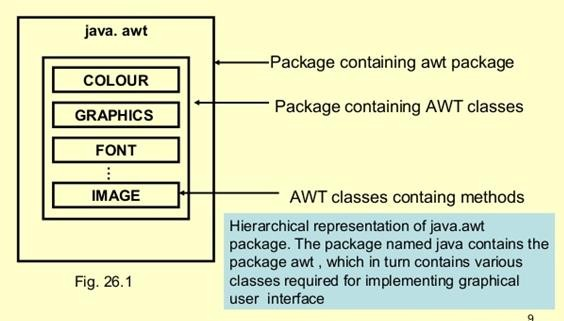 java. awt
COLOUR
GRAPHICS
FONT
IMAGE
Package containing awt package
Package containing AWT classes
AWT classes containg methods
Hierarchical representation of java.awt
package. The package named java contains the
package awt , which in turn contains various
classes required for implementing graphical
user interface
Fig. 26.1
9